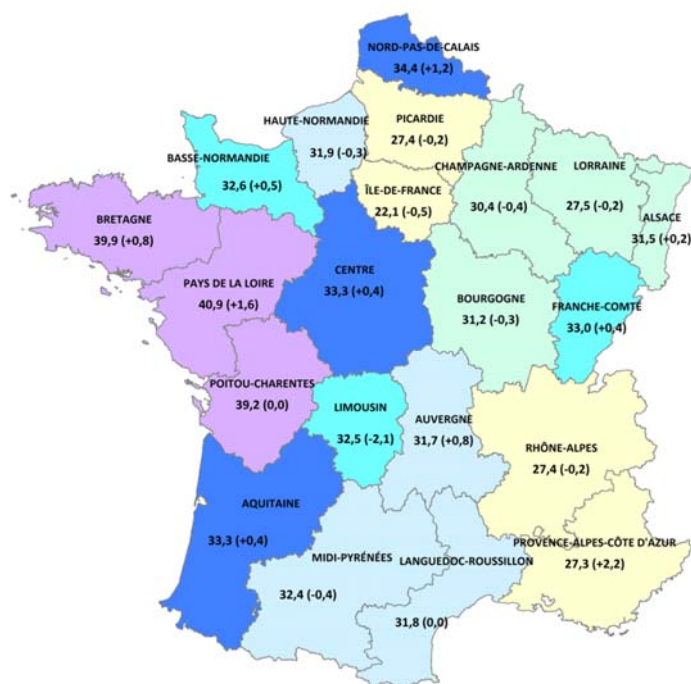 NORD-PAS-DE-CALAIS
34,4 (+1,2)
HAUTE-NORMANDIE
31,9 (-0,3)
PICARDIE
27,4 (-0,2)
BASSE-NORMANDIE
32,6 (+0,5)
CHAMPAGNE-ARDENNE
30,4 (-0,4)
LORRAINE
27,5 (-0,2)
ÎLE-DE-FRANCE
22,1 (-0,5)
ALSACE
31,5 (+0,2)
BRETAGNE
39,9 (+0,8)
CENTRE
33,3 (+0,4)
PAYS DE LA LOIRE
40,9 (+1,6)
BOURGOGNE
31,2 (-0,3)
FRANCHE-COMTÉ
33,0 (+0,4)
POITOU-CHARENTES
39,2 (0,0)
LIMOUSIN
32,5 (-2,1)
AUVERGNE
31,7 (+0,8)
RHÔNE-ALPES
27,4 (-0,2)
AQUITAINE
33,3 (+0,4)
MIDI-PYRÉNÉES
32,4 (-0,4)
LANGUEDOC-ROUSSILLON
31,8 (0,0)
PROVENCE-ALPES-CÔTE D'AZUR
27,3 (+2,2)